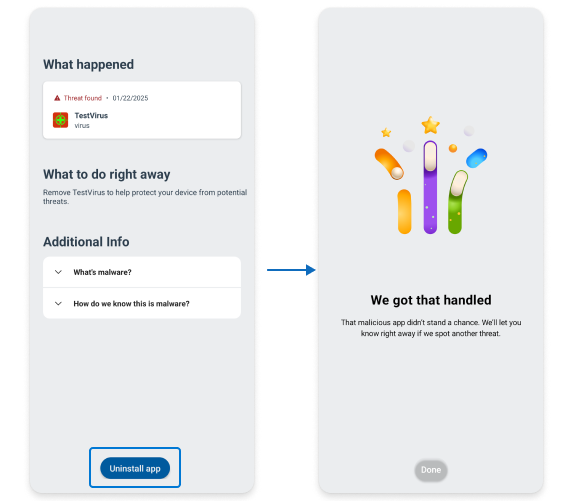 What happened
Threat found • 01/22/2025
TestVirus
virus
What to do right away
Remove TestVirus to help protect your device from potential
threats.
Additional Info
What's malware?
How do we know this is malware?
Uninstall app
We got that handled
That malicious app didn't stand a chance. We'll let you
know right away if we spot another threat.
Done